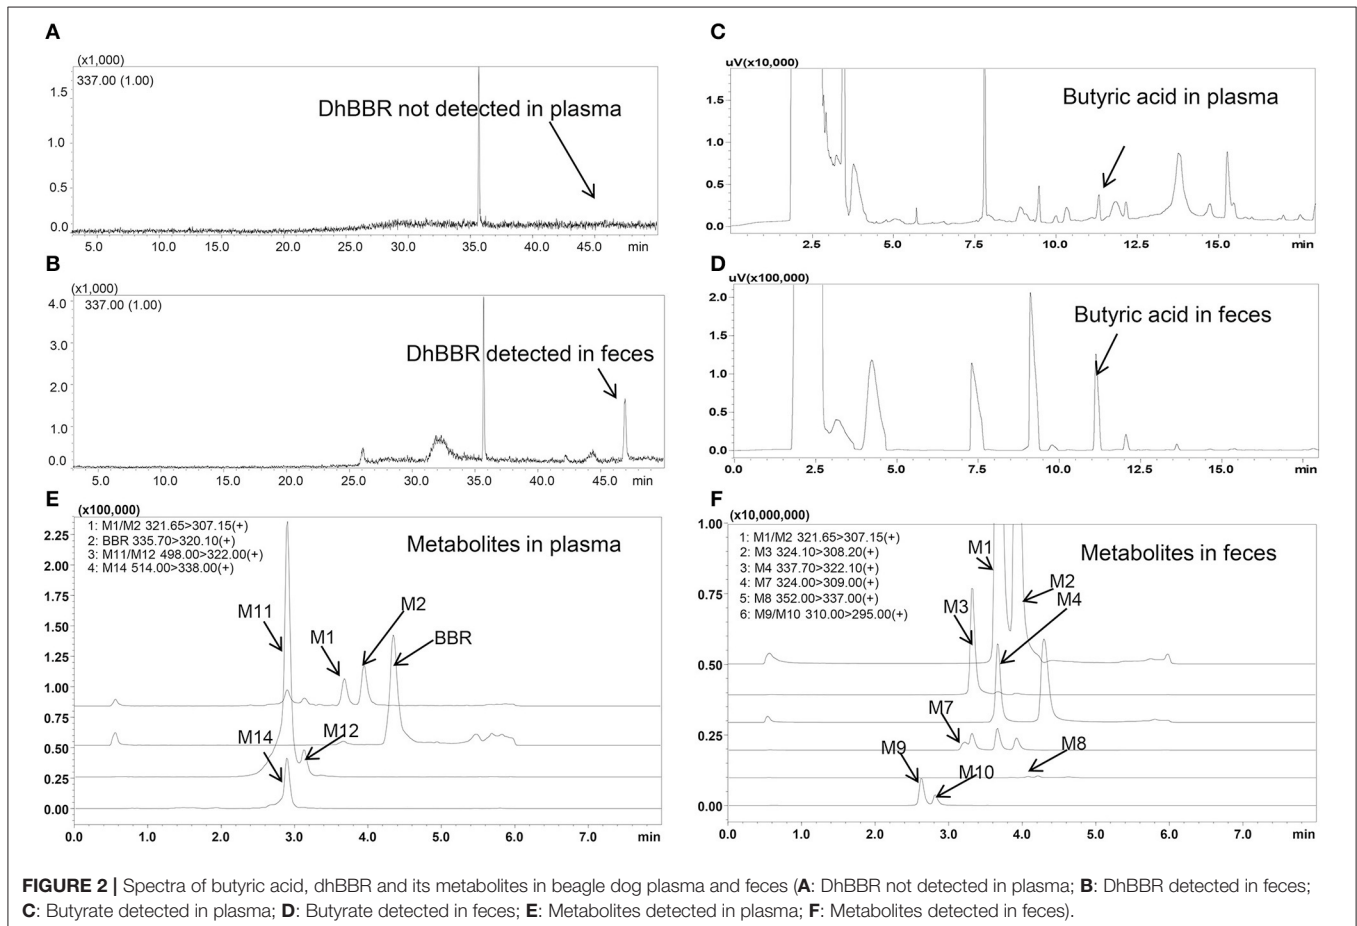 A
(x1,000)
337.00 (1.00)
DhBBR not detected in plasma
1.5
1.0
0.5
0.0
5.0 10.0 15.0 20.0 25.0 30.0 35.0 40.0 45.0 min
B
(x1,000)
337.00 (1.00)
DhBBR detected in feces
4.0
3.0
2.0
1.0
0.0
5.0 10.0 15.0 20.0 25.0 30.0 35.0 40.0 45.0 min
C
uV(x10,000)
Butyric acid in plasma
1.5
1.0
0.5
0.0
2.5 5.0 7.5 10.0 12.5 15.0 min
D
uV(x100,000)
Butyric acid in feces
2.0
1.5
1.0
0.5
0.0
0.0 2.5 5.0 7.5 10.0 12.5 15.0 min
E
(x100,000)
1: M1/M2 321.65>307.15(+)
2: BBR 335.70>320.10(+)
3: M11/M12 498.00>322.00(+)
4: M14 514.00>338.00(+)
Metabolites in plasma
2.25
2.00
1.75
1.50
1.25
1.00
0.75
0.50
0.25
0.00
M11
M1
M2
BBR
M14
M12
0.0 1.0 2.0 3.0 4.0 5.0 6.0 7.0 min
F
(x10,000,000)
1: M1/M2 321.65>307.15(+)
2: M3 324.10>308.20(+)
3: M4 337.70>322.10(+)
4: M7 324.00>309.00(+)
5: M8 352.00>337.00(+)
6: M9/M10 310.00>295.00(+)
Metabolites in feces
1.00
0.75
0.50
0.25
0.00
M1
M2
M3
M4
M7
M8
M9
M10
0.0 1.0 2.0 3.0 4.0 5.0 6.0 7.0 min
FIGURE 2 | Spectra of butyric acid, dhBBR and its metabolites in beagle dog plasma and feces (A: DhBBR not detected in plasma; B: DhBBR detected in feces;
C: Butyrate detected in plasma; D: Butyrate detected in feces; E: Metabolites detected in plasma; F: Metabolites detected in feces).